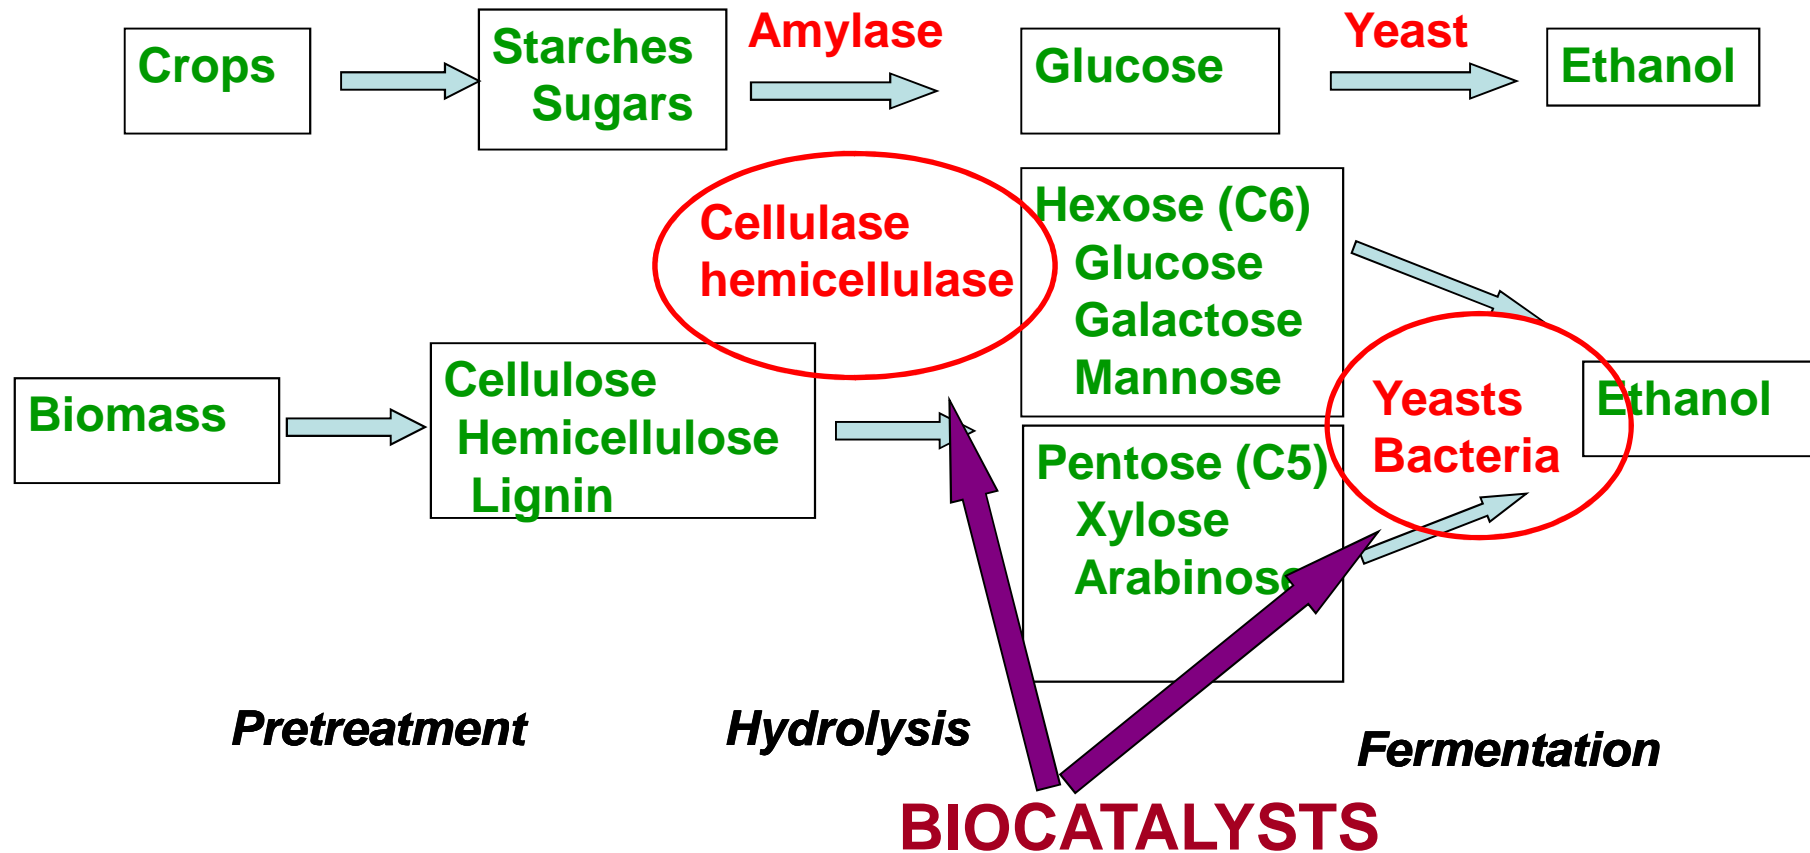 Crops
Starches
Sugars
Amylase
Glucose
Yeast
Ethanol
Cellulase
hemicellulase
Hexose (C6)
Glucose
Galactose
Mannose
Biomass
Cellulose
Hemicellulose
Lignin
Pentose (C5)
Xylose
Arabinose
Yeasts
Bacteria
Ethanol
Pretreatment
Hydrolysis
Fermentation
BIOCATALYSTS